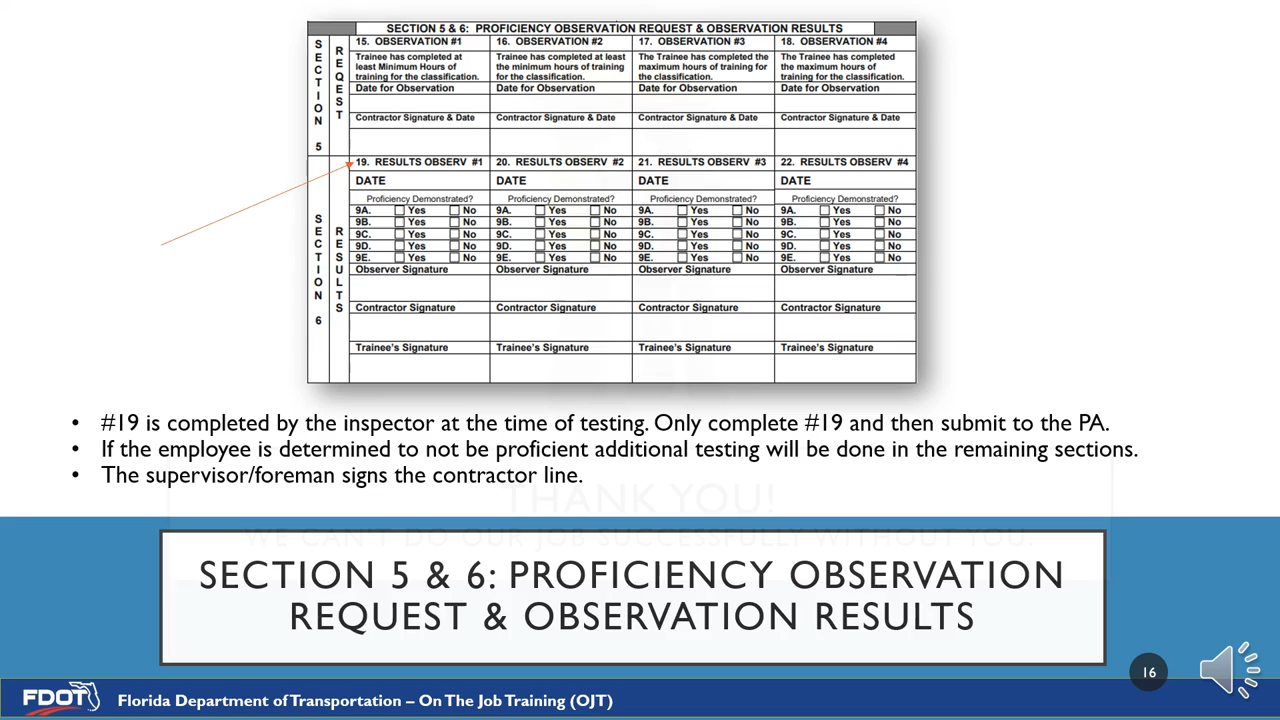 SECTION 5 & 6: PROFICIENCY OBSERVATION REQUEST & OBSERVATION RESULTS
SECTION 5
REQUEST
15. OBSERVATION #1 16. OBSERVATION #2 17. OBSERVATION #3 18. OBSERVATION #4
Trainee has completed at Trainee has completed at least The Trainee has completed the The Trainee has completed
least Minimum Hours of the minimum hours of training maximum hours of training for the maximum hours of
training for the classification. for the classification. the classification. training for the classification.
Date for Observation Date for Observation Date for Observation Date for Observation
Contractor Signature & Date Contractor Signature & Date Contractor Signature & Date Contractor Signature & Date
SECTION 6
RESULTS
19. RESULTS OBSERV #1 20. RESULTS OBSERV #2 21. RESULTS OBSERV #3 22. RESULTS OBSERV #4
DATE DATE DATE DATE
Proficiency Demonstrated? Proficiency Demonstrated? Proficiency Demonstrated? Proficiency Demonstrated?
9A. Yes No 9A. Yes No 9A. Yes No 9A. Yes No
9B. Yes No 9B. Yes No 9B. Yes No 9B. Yes No
9C. Yes No 9C. Yes No 9C. Yes No 9C. Yes No
9D. Yes No 9D. Yes No 9D. Yes No 9D. Yes No
9E. Yes No 9E. Yes No 9E. Yes No 9E. Yes No
Observer Signature Observer Signature Observer Signature Observer Signature
Contractor Signature Contractor Signature Contractor Signature Contractor Signature
Trainee's Signature Trainee's Signature Trainee's Signature Trainee's Signature
• #19 is completed by the inspector at the time of testing. Only complete #19 and then submit to the PA.
• If the employee is determined to not be proficient additional testing will be done in the remaining sections.
• The supervisor/foreman signs the contractor line.
THANK YOU!
WE CAN'T DO OUR JOB SUCCESSFULLY WITHOUT YOU.
SECTION 5 & 6: PROFICIENCY OBSERVATION
REQUEST & OBSERVATION RESULTS
16
FDOT
Florida Department of Transportation – On The Job Training (OJT)